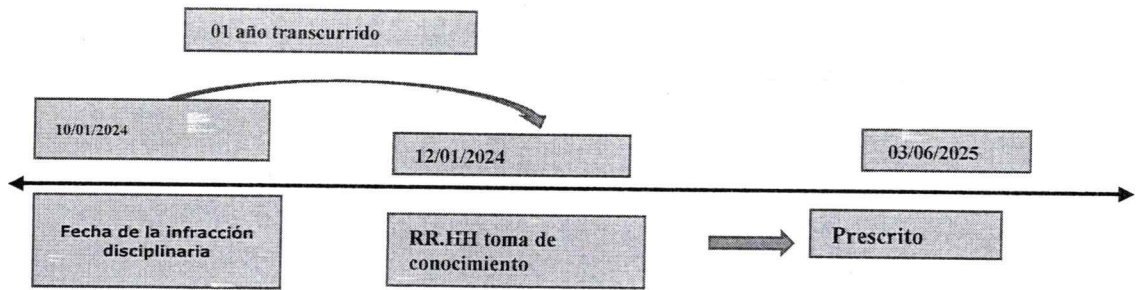 01 año transcurrido
10/01/2024
12/01/2024
03/06/2025
Fecha de la infracción
disciplinaria
RR.HH toma de
conocimiento
Prescrito